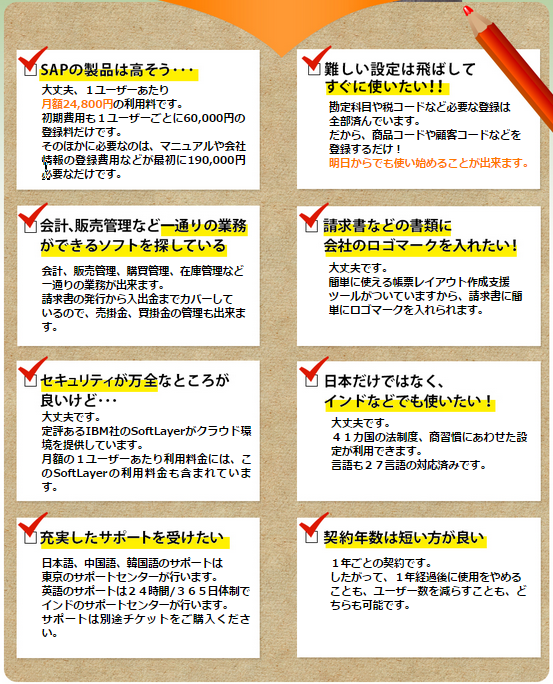 SAPの製品は高そう・・・
大丈夫、１ユーザーあたり
月額24,800円の利用料です。
初期費用も１ユーザーごとに60,000円の
登録料だけです。
そのほかに必要なのは、マニュアルや会社
情報の登録費用などが最初に190,000円
必要なだけです。
難しい設定は飛ばして
すぐに使いたい！！
勘定科目や税コードなど必要な登録は
全部済んでいます。
だから、商品コードや顧客コードなどを
登録するだけ！
明日からでも使い始めることが出来ます。
会計、販売管理など一通りの業務
ができるソフトを探している
会計、販売管理、購買管理、在庫管理など
一通りの業務が出来ます。
請求書の発行から入出金までカバーして
いるので、売掛金、買掛金の管理も出来ま
す。
請求書などの書類に
会社のロゴマークを入れたい！
大丈夫です。
簡単に使える帳票レイアウト作成支援
ツールがついていますから、請求書に簡
単にロゴマークを入れられます。
セキュリティが万全なところが
良いけど・・・
大丈夫です。
定評あるIBM社のSoftLayerがクラウド環
境を提供しています。
月額の１ユーザーあたり利用料金には、こ
のSoftLayerの利用料金も含まれていま
す。
日本だけではなく、
インドなどでも使いたい！
大丈夫です。
４１カ国の法制度、商習慣にあわせた設
定が利用できます。
言語も２７言語の対応済みです。
充実したサポートを受けたい
日本語、中国語、韓国語のサポートは
東京のサポートセンターが行います。
英語のサポートは２４時間/３６５日体制で
インドのサポートセンターが行います。
サポートは別途チケットをご購入くださ
い。
契約年数は短い方が良い
１年ごとの契約です。
したがって、１年経過後に使用をやめる
ことも、ユーザー数を減らすことも、ど
ちらも可能です。